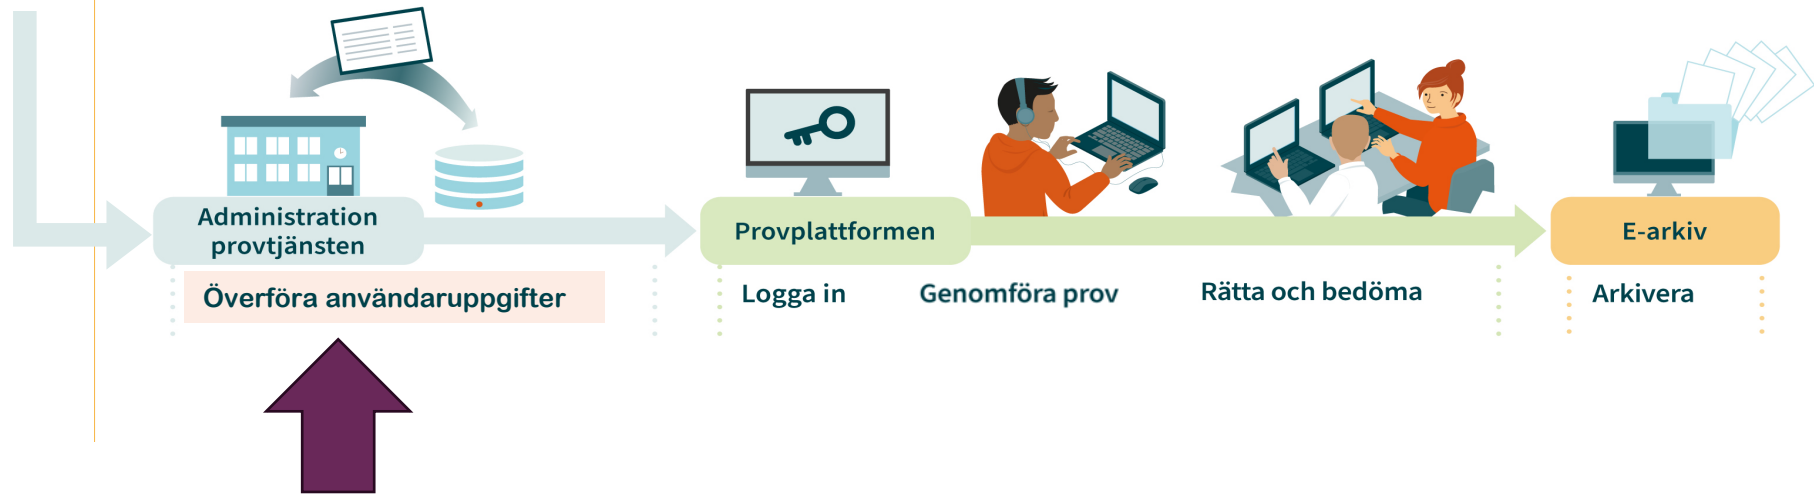 Administration
provtjänsten
Provplattformen
E-arkiv
Överföra användaruppgifter
Logga in
Genomföra prov
Rätta och bedöma
Arkivera